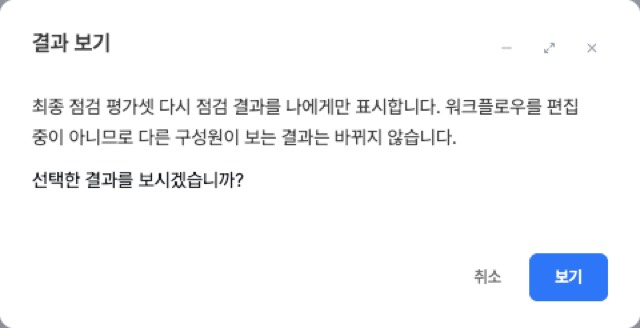 결과 보기
최종 점검 평가셋 다시 점검 결과를 나에게만 표시합니다. 워크플로우를 편집
중이 아니므로 다른 구성원이 보는 결과는 바뀌지 않습니다.
선택한 결과를 보시겠습니까?
취소
보기